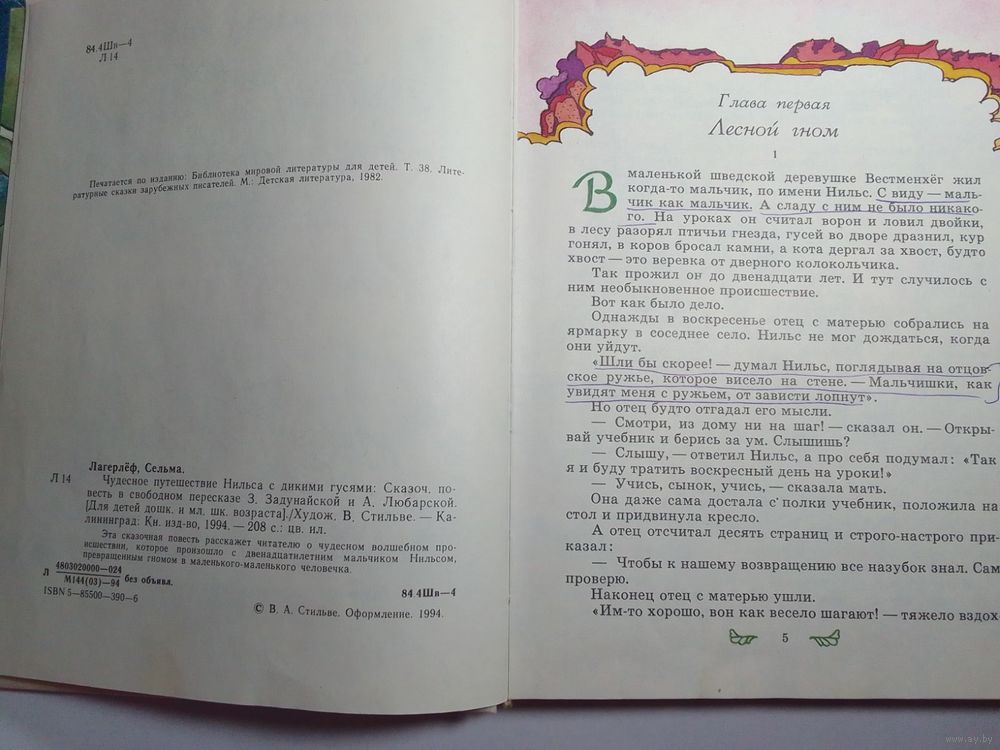 84.4Шв—4
Л 14
Печатается по изданию: Библиотека мировой литературы для детей. Т. 38. Лите-
ратурные сказки зарубежных писателей. М.: Детская литература, 1982.
Лагерлёф, Сельма.
Л 14 Чудесное путешествие Нильса с дикими гусями: Сказоч. по-
весть в свободном пересказе З. Задунайской и А. Любарской.
[Для детей дошк. и мл. шк. возраста]./Худож. В. Стильве. — Ка-
лининград: Кн. изд-во, 1994. — 208 с.: цв. ил.
Эта сказочная повесть расскажет читателю о чудесном волшебном про-
исшествии, которое произошло с двенадцатилетним мальчиком Нильсом,
превращенным гномом в маленького-маленького человечка.
Л 4803020000—024
М144(03)—94 без объявл.
84 4Шв—4
ISBN 5—85500—390—6
© В. А. Стильве. Оформление. 1994.
Глава первая
Лесной гном
1
В маленькой шведской деревушке Вестменхёг жил
когда-то мальчик, по имени Нильс. С виду — маль-
чик как мальчик. А сладу с ним не было никако-
го. На уроках он считал ворон и ловил двойки,
в лесу разорял птичьи гнезда, гусей во дворе дразнил, кур
гонял, в коров бросал камни, а кота дергал за хвост, будто
хвост — это веревка от дверного колокольчика.
Так прожил он до двенадцати лет. И тут случилось с
ним необыкновенное происшествие.
Вот как было дело.
Однажды в воскресенье отец с матерью собрались на
ярмарку в соседнее село. Нильс не мог дождаться, когда
они уйдут.
«Шли бы скорее! — думал Нильс, поглядывая на отцов-
ское ружье, которое висело на стене. — Мальчишки, как
увидят меня с ружьем, от зависти лопнут».
Но отец будто отгадал его мысли.
— Смотри, из дому ни на шаг! — сказал он. — Откры-
вай учебник и берись за ум. Слышишь?
— Слышу, — ответил Нильс, а про себя подумал: «Так
я и буду тратить воскресный день на уроки!»
— Учись, сынок, учись, — сказала мать.
Она даже сама достала с полки учебник, положила на
стол и придвинула кресло.
А отец отсчитал десять страниц и строго-настрого при-
казал:
— Чтобы к нашему возвращению все назубок знал. Сам
проверю.
Наконец отец с матерью ушли.
«Им-то хорошо, вон как весело шагают! — тяжело вздох-
5
www.ay.by